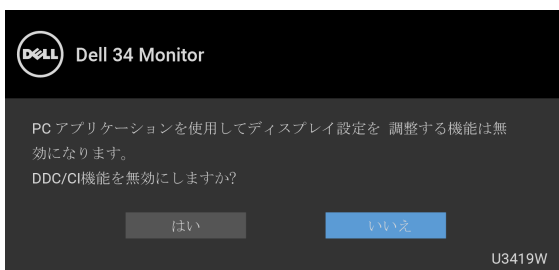 DELL Dell 34 Monitor
PC アプリケーションを使用してディスプレイ設定を 調整する機能は無
効になります。
DDC/CI機能を無効にしますか?
はい いいえ
U3419W